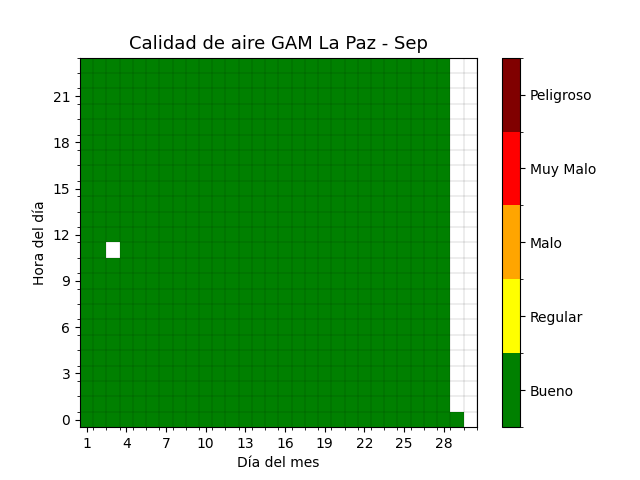 Calidad de aire GAM La Paz - Sep
Hora del día
21
18
15
12
9
6
3
0
1 4 7 10 13 16 19 22 25 28
Día del mes
Peligroso
Muy Malo
Malo
Regular
Bueno